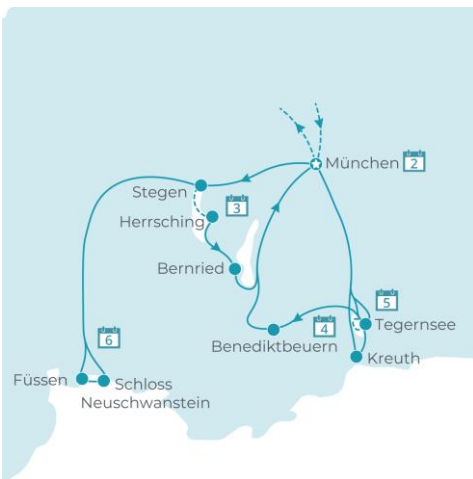 München 2
Stegen
3
Herrsching
Bernried
5
Tegernsee
4
Benediktbeuern
Kreuth
6
Füssen
Schloss
Neuschwanstein